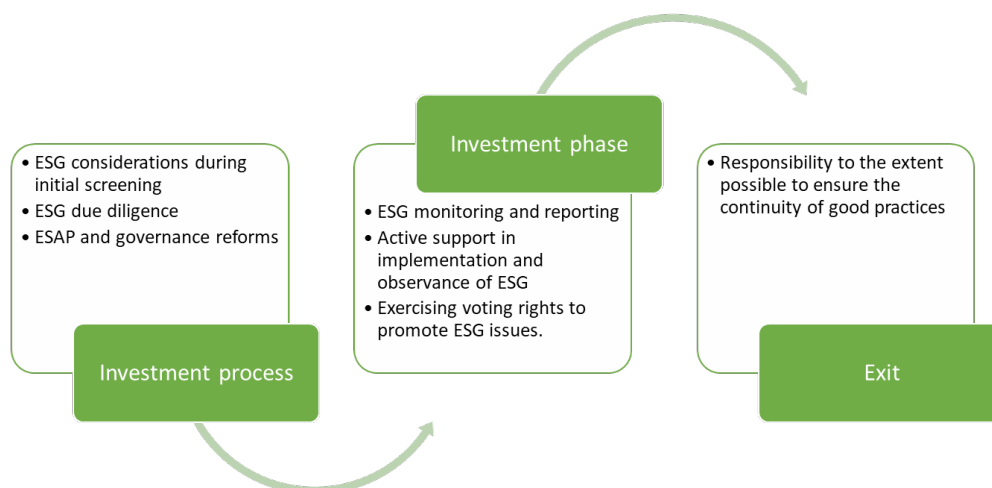 • ESG considerations during
initial screening
• ESG due diligence
• ESAP and governance reforms
Investment process
Investment phase
• ESG monitoring and reporting
• Active support in
implementation and
observance of ESG
• Exercising voting rights to
promote ESG issues.
• Responsibility to the extent
possible to ensure the
continuity of good practices
Exit